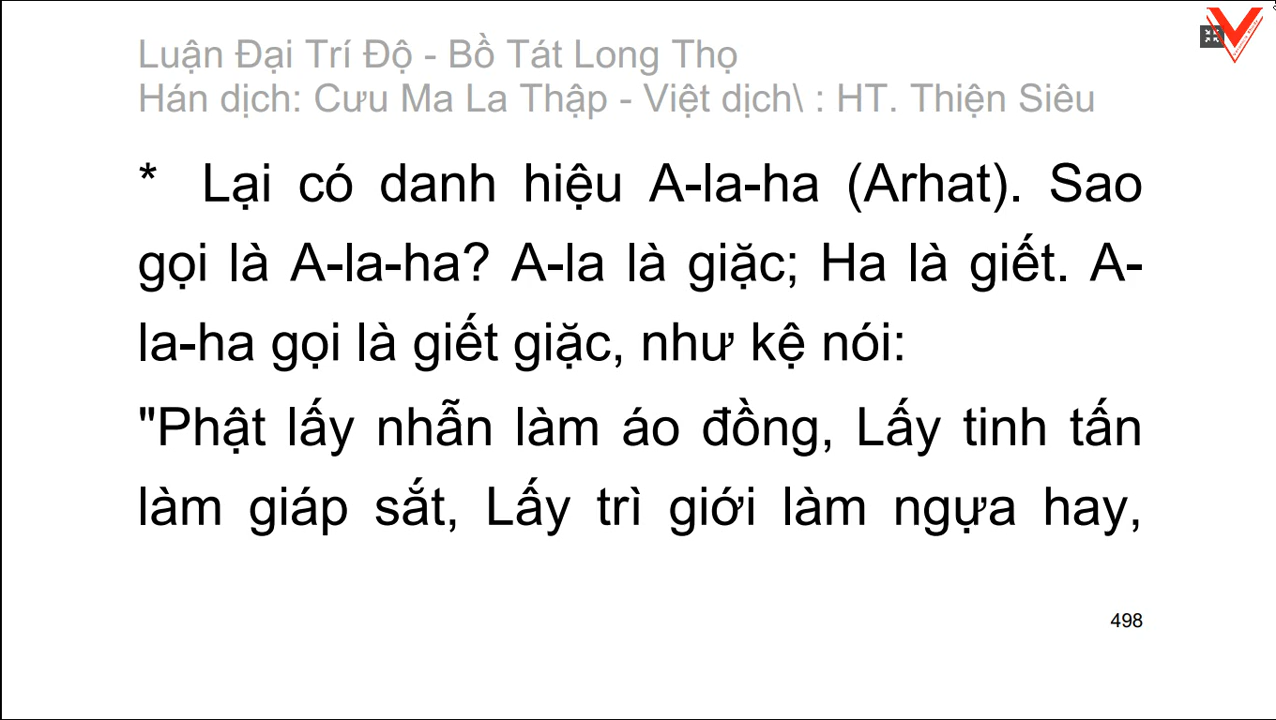 Luận Đại Trí Độ - Bồ Tát Long Thọ
Hán dịch: Cưu Ma La Thập - Việt dịch\ : HT. Thiện Siêu
* Lại có danh hiệu A-la-ha (Arhat). Sao
gọi là A-la-ha? A-la là giặc; Ha là giết. A-
la-ha gọi là giết giặc, như kệ nói:
"Phật lấy nhẫn làm áo đồng, Lấy tinh tấn
làm giáp sắt, Lấy trì giới làm ngựa hay,
498